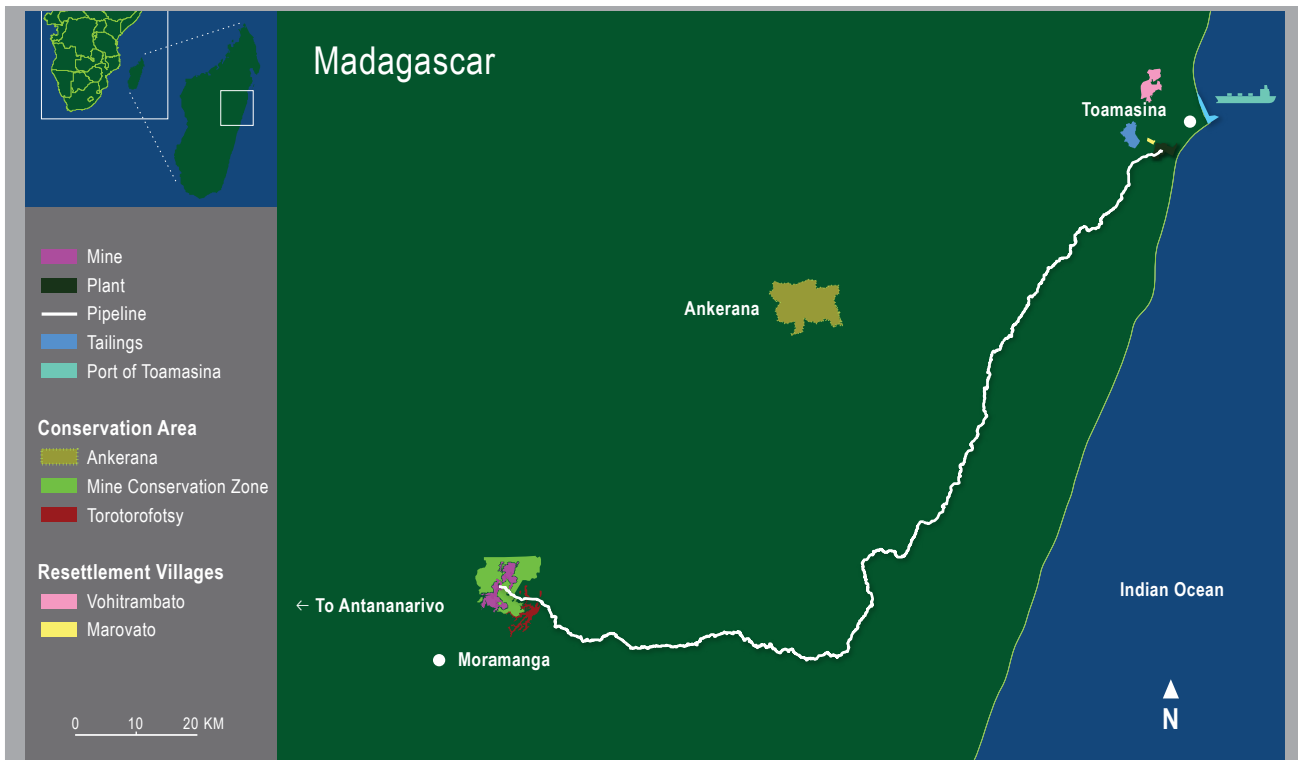 Madagascar
Toamasina
Ankerana
← To Antananarivo
Moramanga
Indian Ocean
N
Mine
Plant
Pipeline
Tailings
Port of Toamasina
Conservation Area
Ankerana
Mine Conservation Zone
Torotorofotsy
Resettlement Villages
Vohitrambato
Marovato
0 10 20 KM